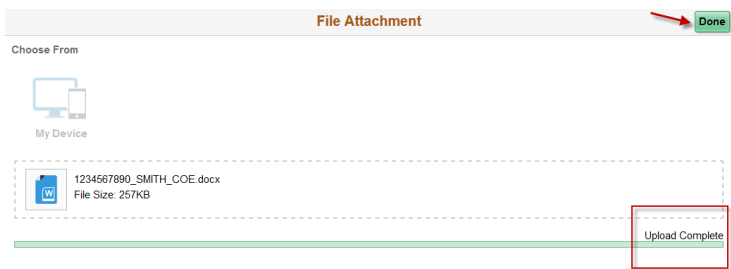 File Attachment
Done
Choose From
My Device
W
1234567890_SMITH_COE.docx
File Size: 257KB
Upload Complete